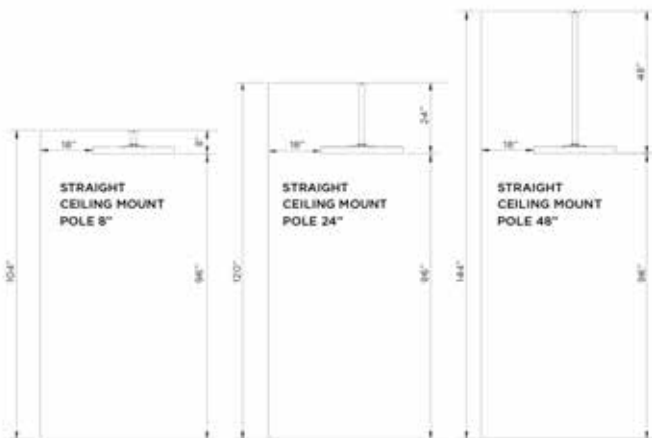 48"
24"
18"
8"
18"
18"
STRAIGHT
CEILING MOUNT
POLE 8"
STRAIGHT
CEILING MOUNT
POLE 24"
STRAIGHT
CEILING MOUNT
POLE 48"
104"
96"
120"
96"
144"
96"